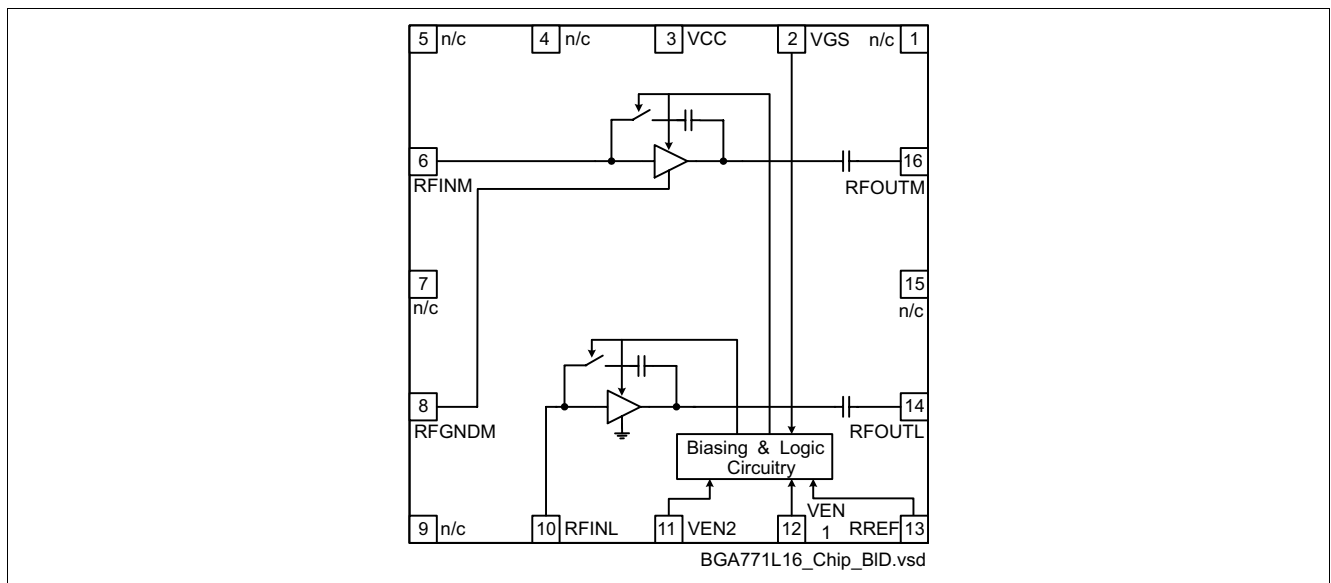 5 n/c 4 n/c 3 VCC 2 VGS n/c 1
6 16
RFINM RFOUTM
7 15
n/c n/c
8 14
RFGNDM RFOUTL
Biasing & Logic
Circuitry
9 n/c 10 RFINL 11 VEN2 12 VEN 1 RREF 13
BGA771L16_Chip_BlD.vsd